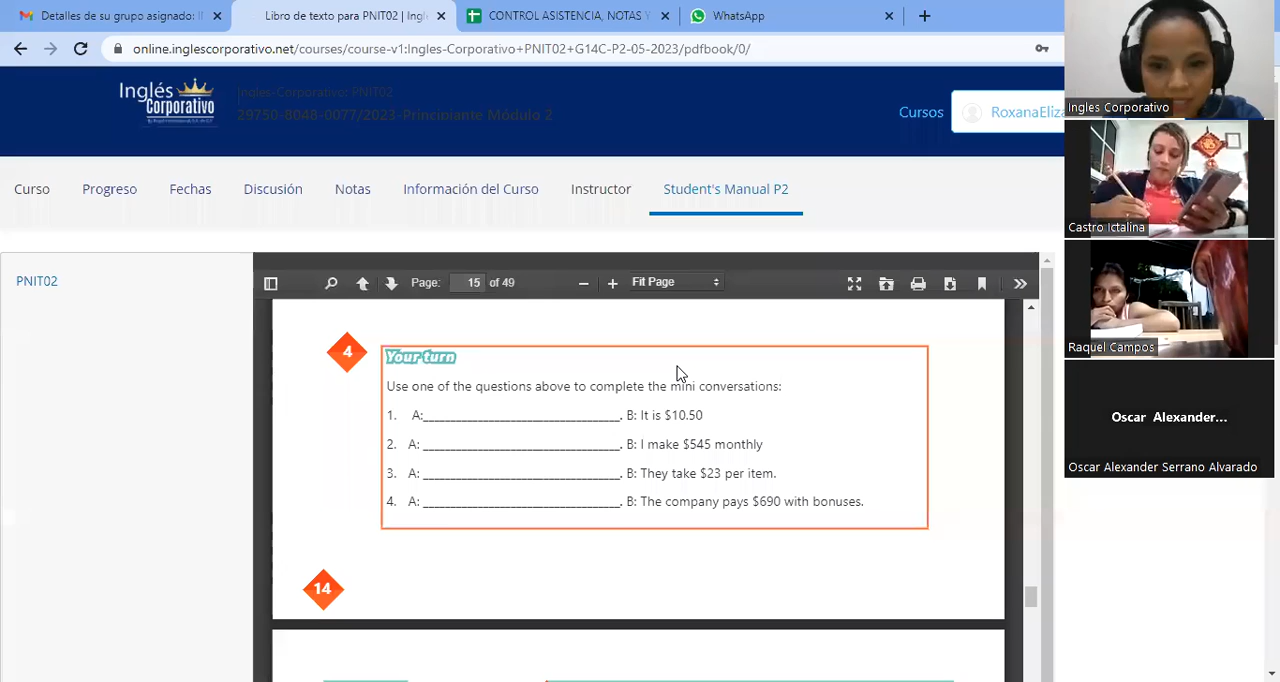 Detalles de su grupo asignado: II
Libro de texto para PNIT02 | Ingl
CONTROL ASISTENCIA, NOTAS Y
WhatsApp
online.inglescorporativo.net/courses/course-v1:Ingles-Corporativo+PNIT02+G14C-P2-05-2023/pdfbook/0/
Inglés
Corporativo
Ingles-Corporativo: PNIT02
29750-8048-0077/2023-Principiante Módulo 2
Cursos
RoxanaEliza
Curso
Progreso
Fechas
Discusión
Notas
Información del Curso
Instructor
Student's Manual P2
PNIT02
Page: 15 of 49
Fit Page
4
Your turn
Use one of the questions above to complete the mini conversations:
1. A:______________________________. B: It is $10.50
2. A: ______________________________. B: I make $545 monthly
3. A: ______________________________. B: They take $23 per item.
4. A: ______________________________. B: The company pays $690 with bonuses.
14
Ingles Corporativo
Castro Ictalina
Raquel Campos
Oscar Alexander...
Oscar Alexander Serrano Alvarado